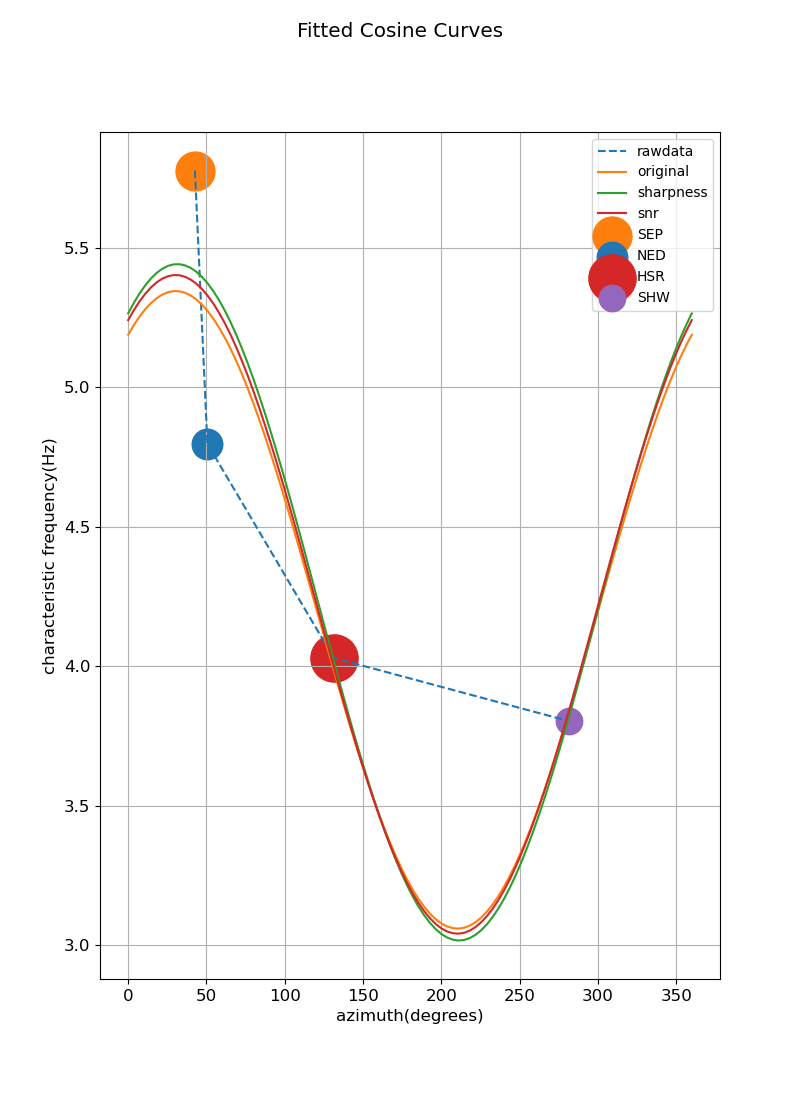 Fitted Cosine Curves
rawdata
original
sharpness
snr
SEP
NED
HSR
SHW
5.5
5.0
4.5
4.0
3.5
3.0
characteristic frequency(Hz)
0 50 100 150 200 250 300 350
azimuth(degrees)